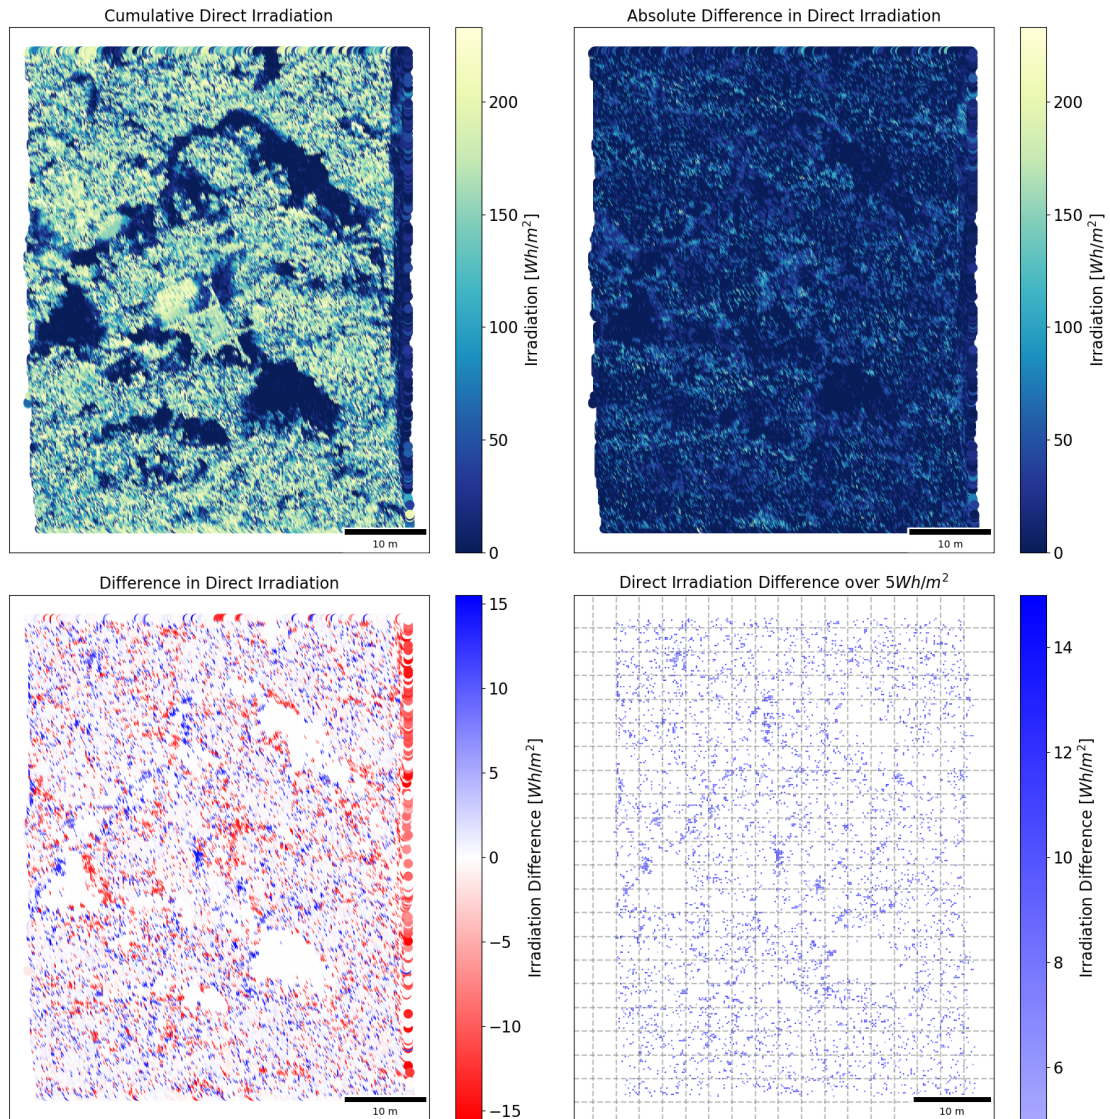 Cumulative Direct Irradiation
200
150
100
50
0
Irradiation [Wh/m²]
10 m
Absolute Difference in Direct Irradiation
200
150
100
50
0
Irradiation [Wh/m²]
10 m
Difference in Direct Irradiation
15
10
5
0
−5
−10
−15
Irradiation Difference [Wh/m²]
10 m
Direct Irradiation Difference over 5Wh/m²
14
12
10
8
6
Irradiation Difference [Wh/m²]
10 m